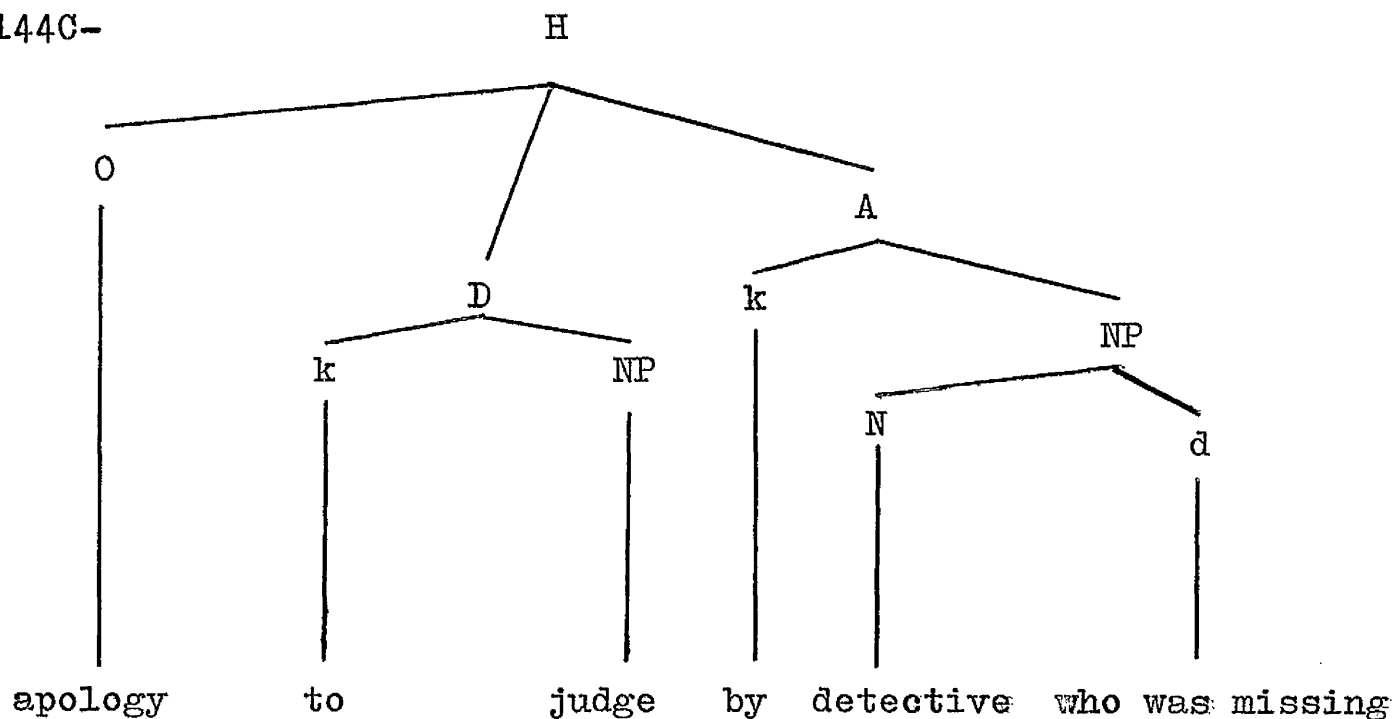 144C- H
O
A
D k
k NP NP
N
d
apology to judge by detective who was missing